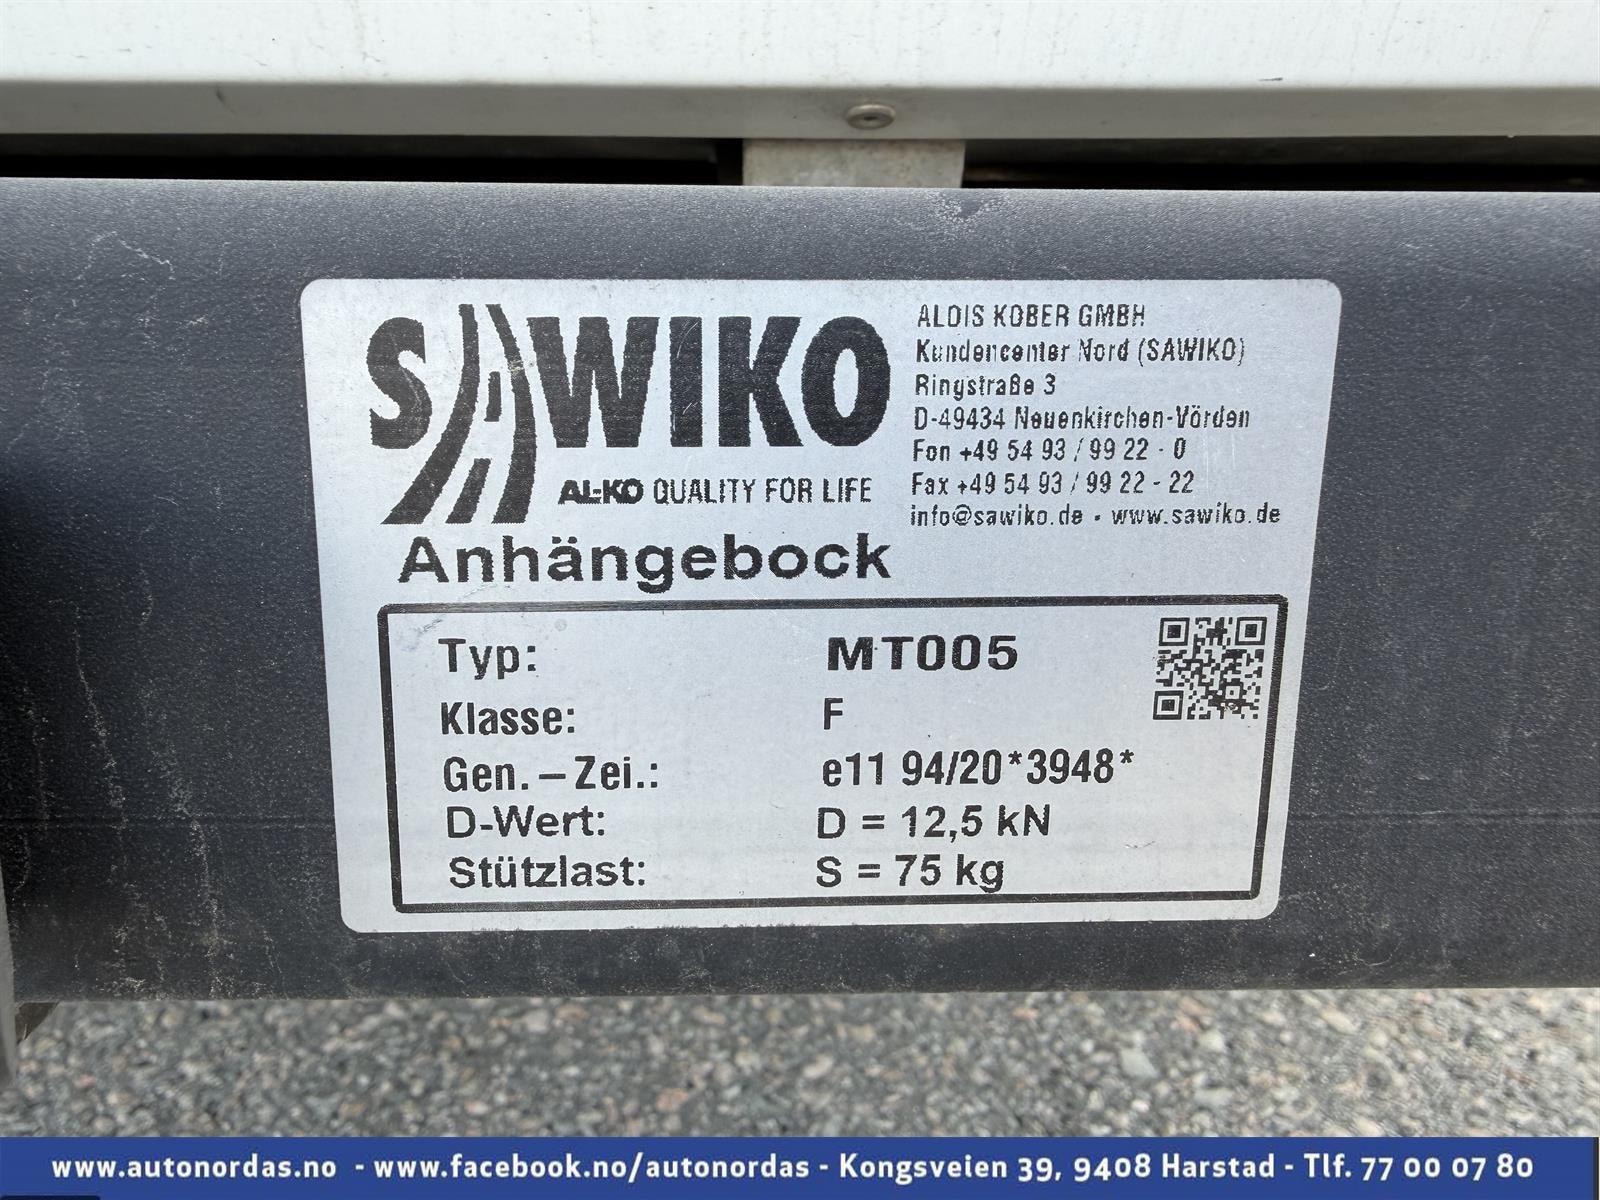 SAWIKO
AL-KO QUALITY FOR LIFE
ALOIS KOBER GMBH
Kundencenter Nord (SAWIKO)
Ringstraße 3
D-49434 Neuenkirchen-Vörden
Fon +49 54 93 / 99 22 - 0
Fax +49 54 93 / 99 22 - 22
info@sawiko.de • www.sawiko.de
Anhängebock
Typ: MT005
Klasse: F
Gen. – Zei.: e11 94/20*3948*
D-Wert: D = 12,5 kN
Stützlast: S = 75 kg
www.autonordas.no - www.facebook.no/autonordas - Kongsveien 39, 9408 Harstad - Tlf. 77 00 07 80